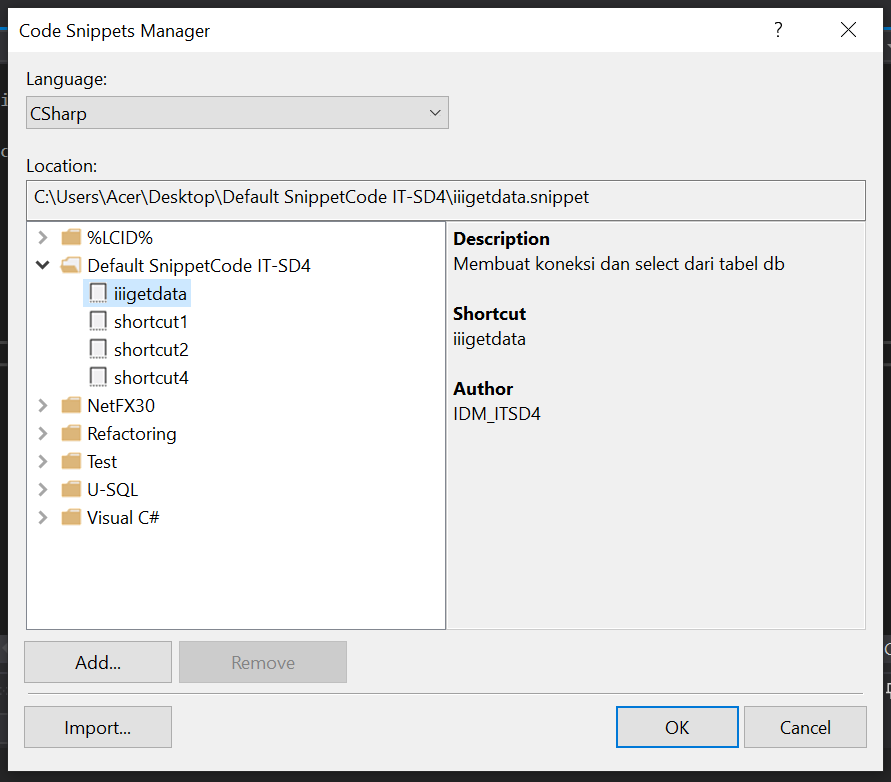 Code Snippets Manager
?
Language:
CSharp
Location:
C:\Users\Acer\Desktop\Default SnippetCode IT-SD4\iiigetdata.snippet
%LCID%
Default SnippetCode IT-SD4
iiigetdata
shortcut1
shortcut2
shortcut4
NetFX30
Refactoring
Test
U-SQL
Visual C#
Description
Membuat koneksi dan select dari tabel db
Shortcut
iiigetdata
Author
IDM_ITSD4
Add...
Remove
Import...
OK
Cancel